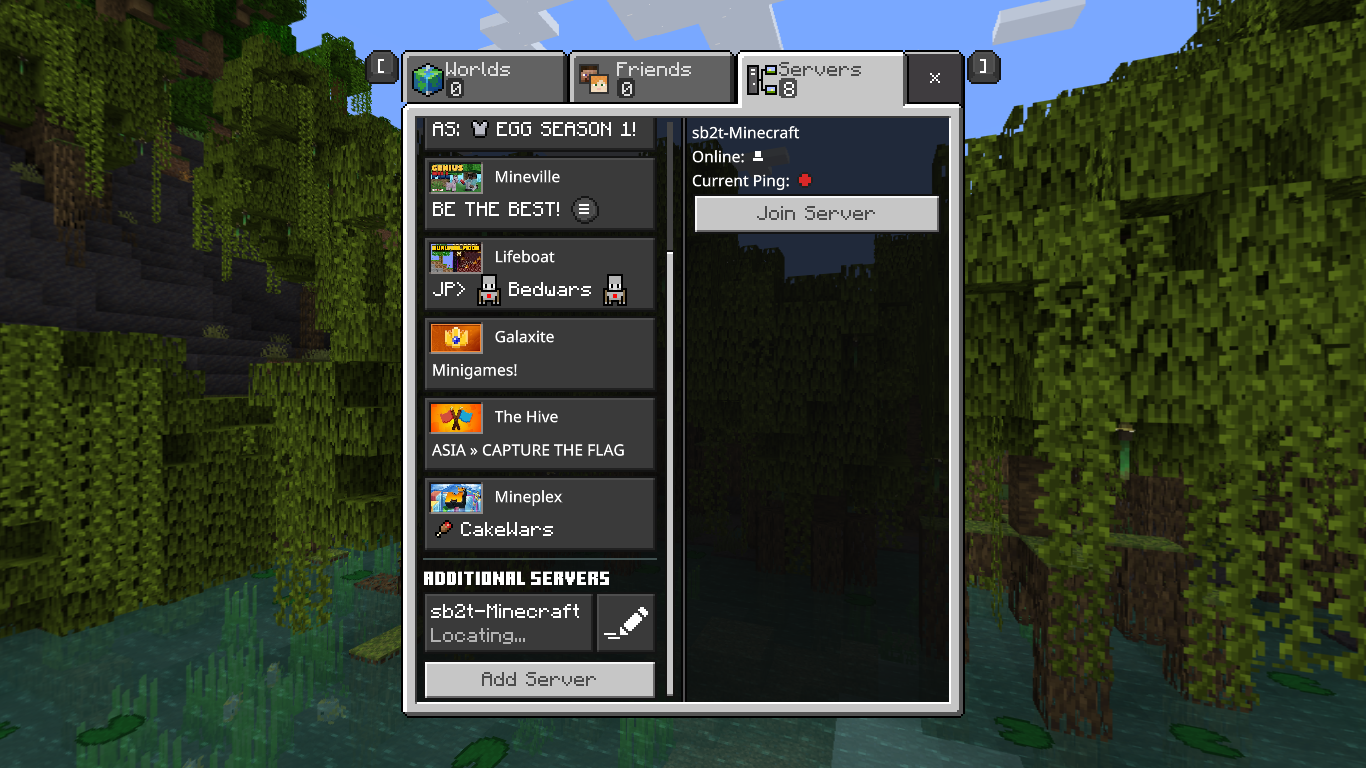 Worlds
0
Friends
0
Servers
8
AS: EGG SEASON 1!
Mineville
BE THE BEST!
Lifeboat
JP> Bedwars
Galaxite
Minigames!
The Hive
ASIA » CAPTURE THE FLAG
Mineplex
CakeWars
ADDITIONAL SERVERS
sb2t-Minecraft
Locating...
Add Server
sb2t-Minecraft
Online:
Current Ping:
Join Server